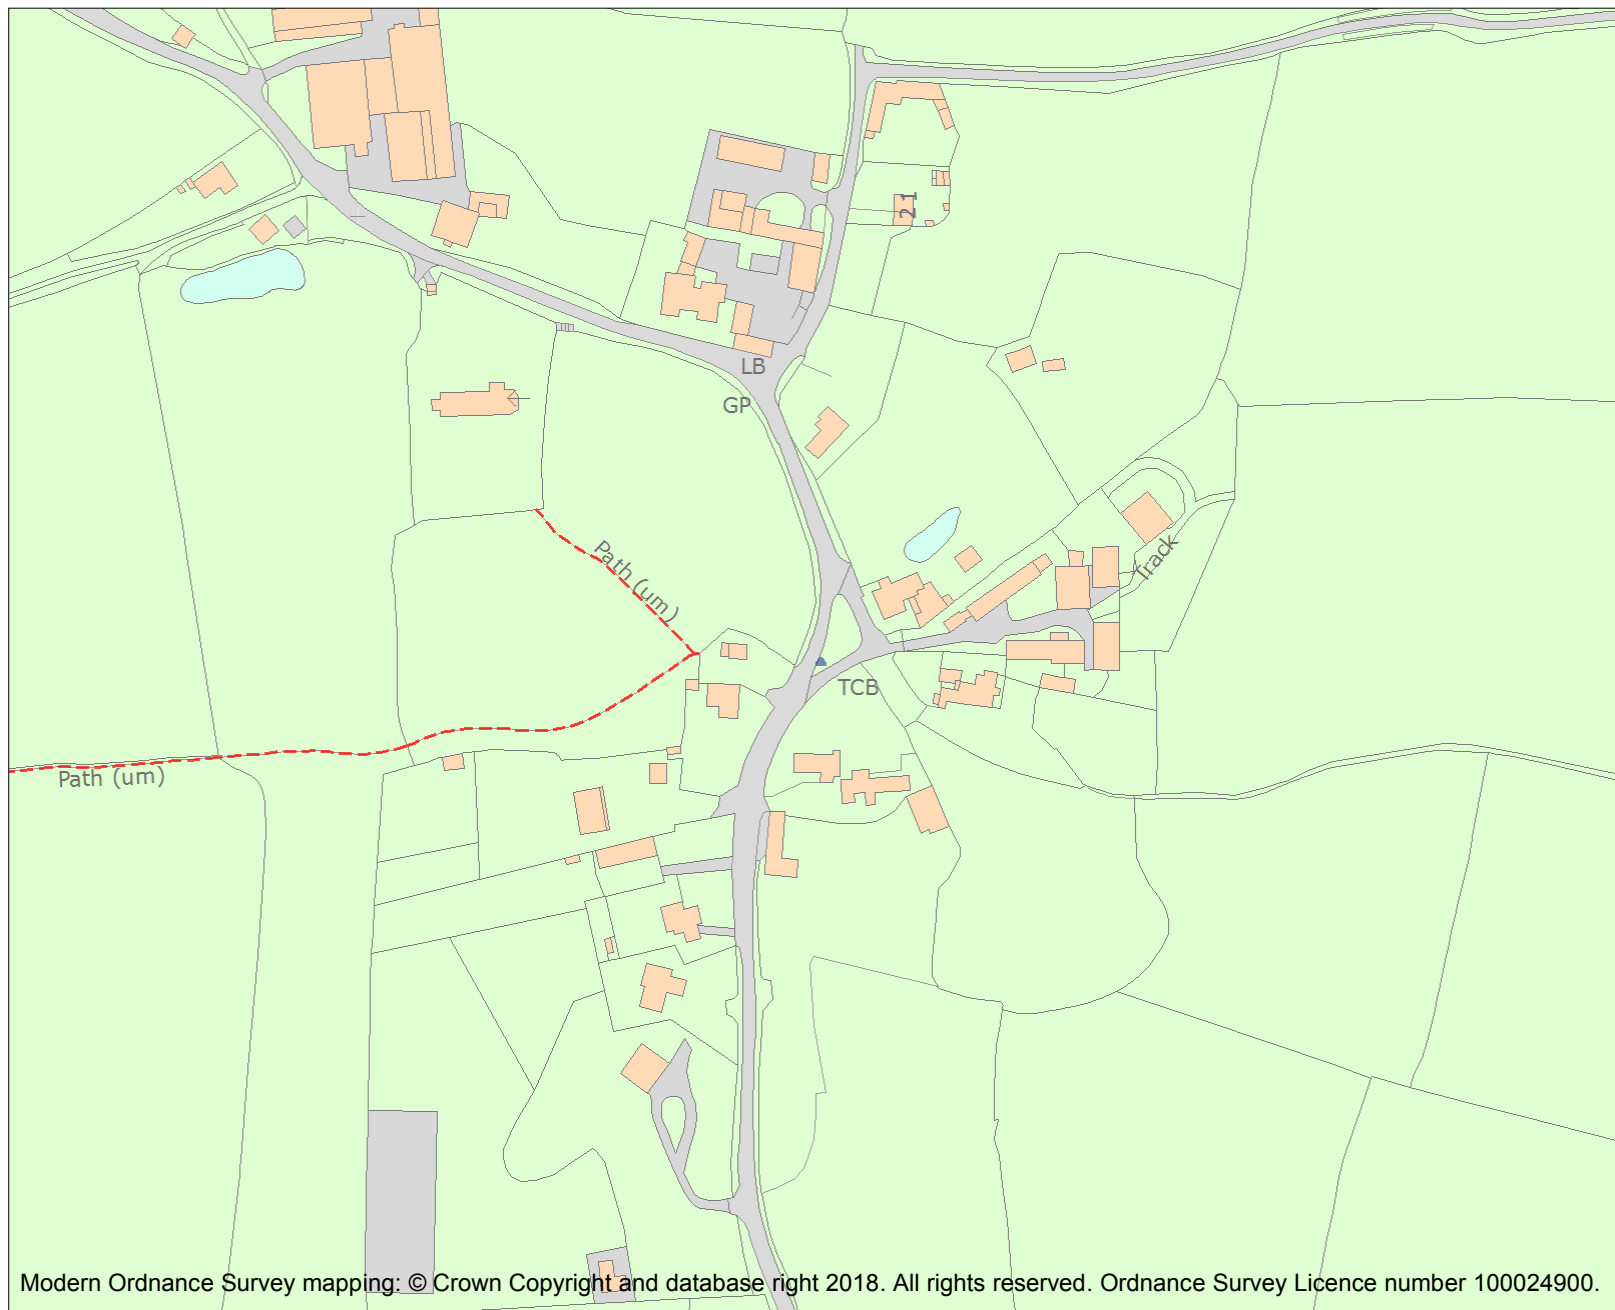 21
LB
GP
Path (um)
Track
TCB
Path (um)
Modern Ordnance Survey mapping: © Crown Copyright and database right 2018. All rights reserved. Ordnance Survey Licence number 100024900.